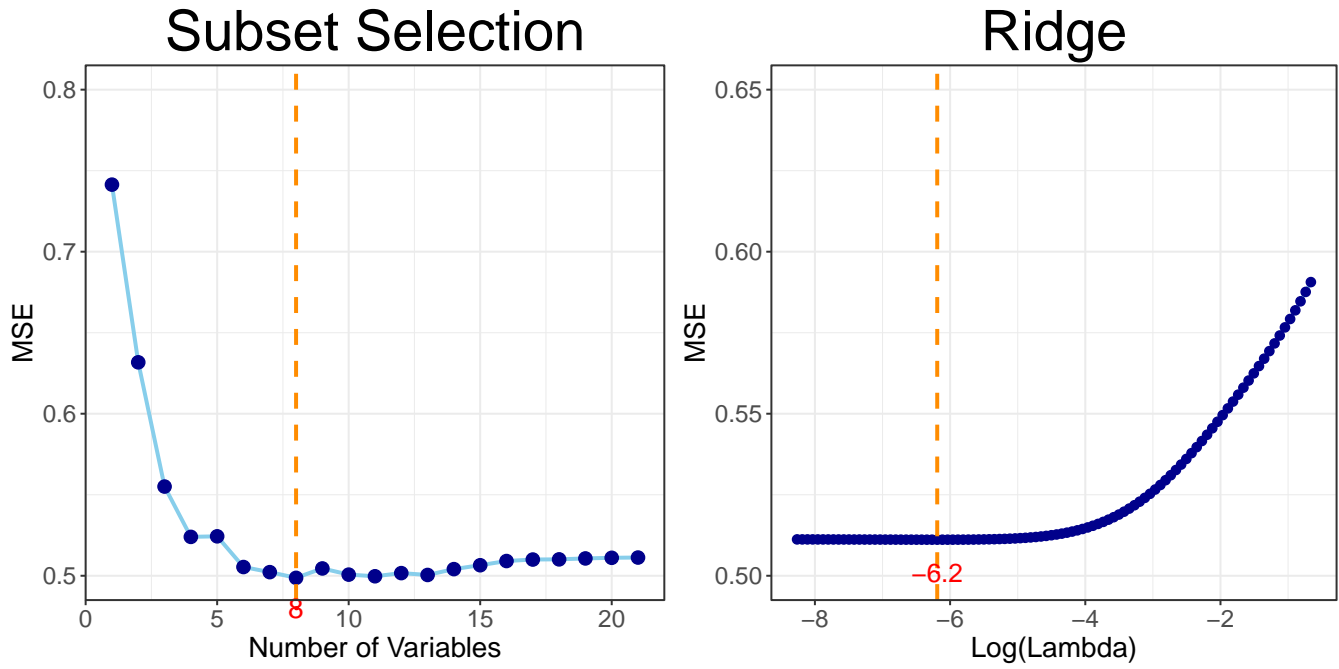 Subset Selection
MSE
0.8
0.7
0.6
0.5
8
0 5 10 15 20
Number of Variables
Ridge
MSE
0.65
0.60
0.55
0.50
−6.2
−8 −6 −4 −2
Log(Lambda)